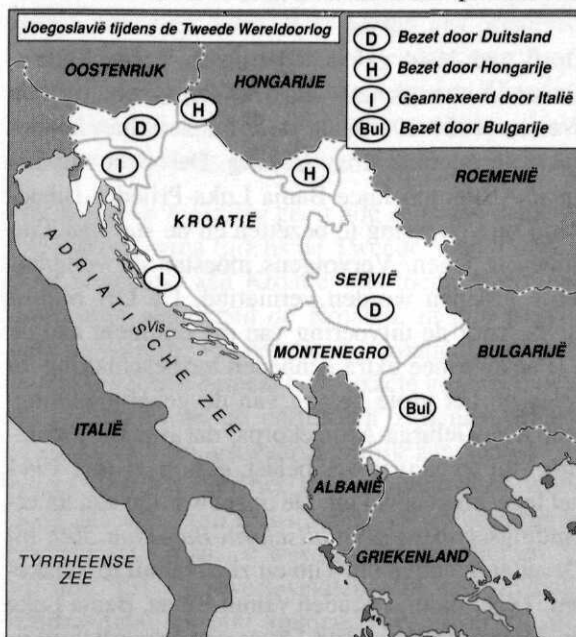 Joegoslavië tijdens de Tweede Wereldoorlog
D Bezet door Duitsland
H Bezet door Hongarije
I Geannexeerd door Italië
Bul Bezet door Bulgarije
OOSTENRIJK
HONGARIJE
H
D
I
H
ROEMENIË
KROATIË
ADRIATISCHE ZEE
I
SERVIË
Vis
D
MONTENEGRO
BULGARIJE
Bul
ITALIË
ALBANIË
GRIEKENLAND
TYRRHEENSE
ZEE